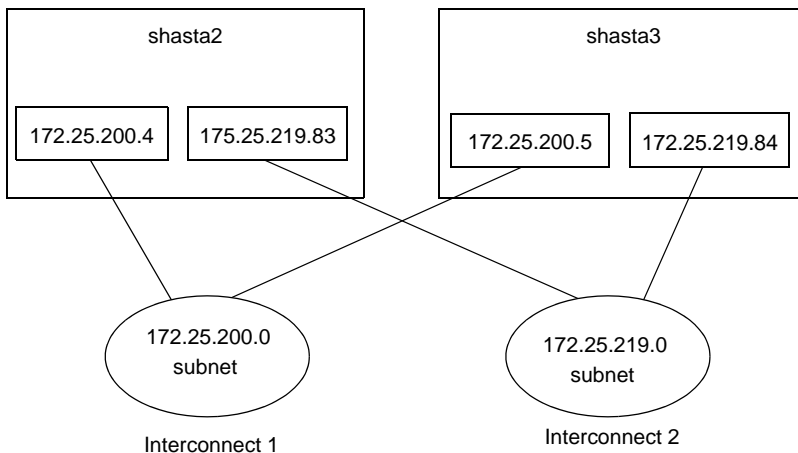 shasta2
shasta3
172.25.200.4
175.25.219.83
172.25.200.5
172.25.219.84
172.25.200.0
subnet
172.25.219.0
subnet
Interconnect 1
Interconnect 2